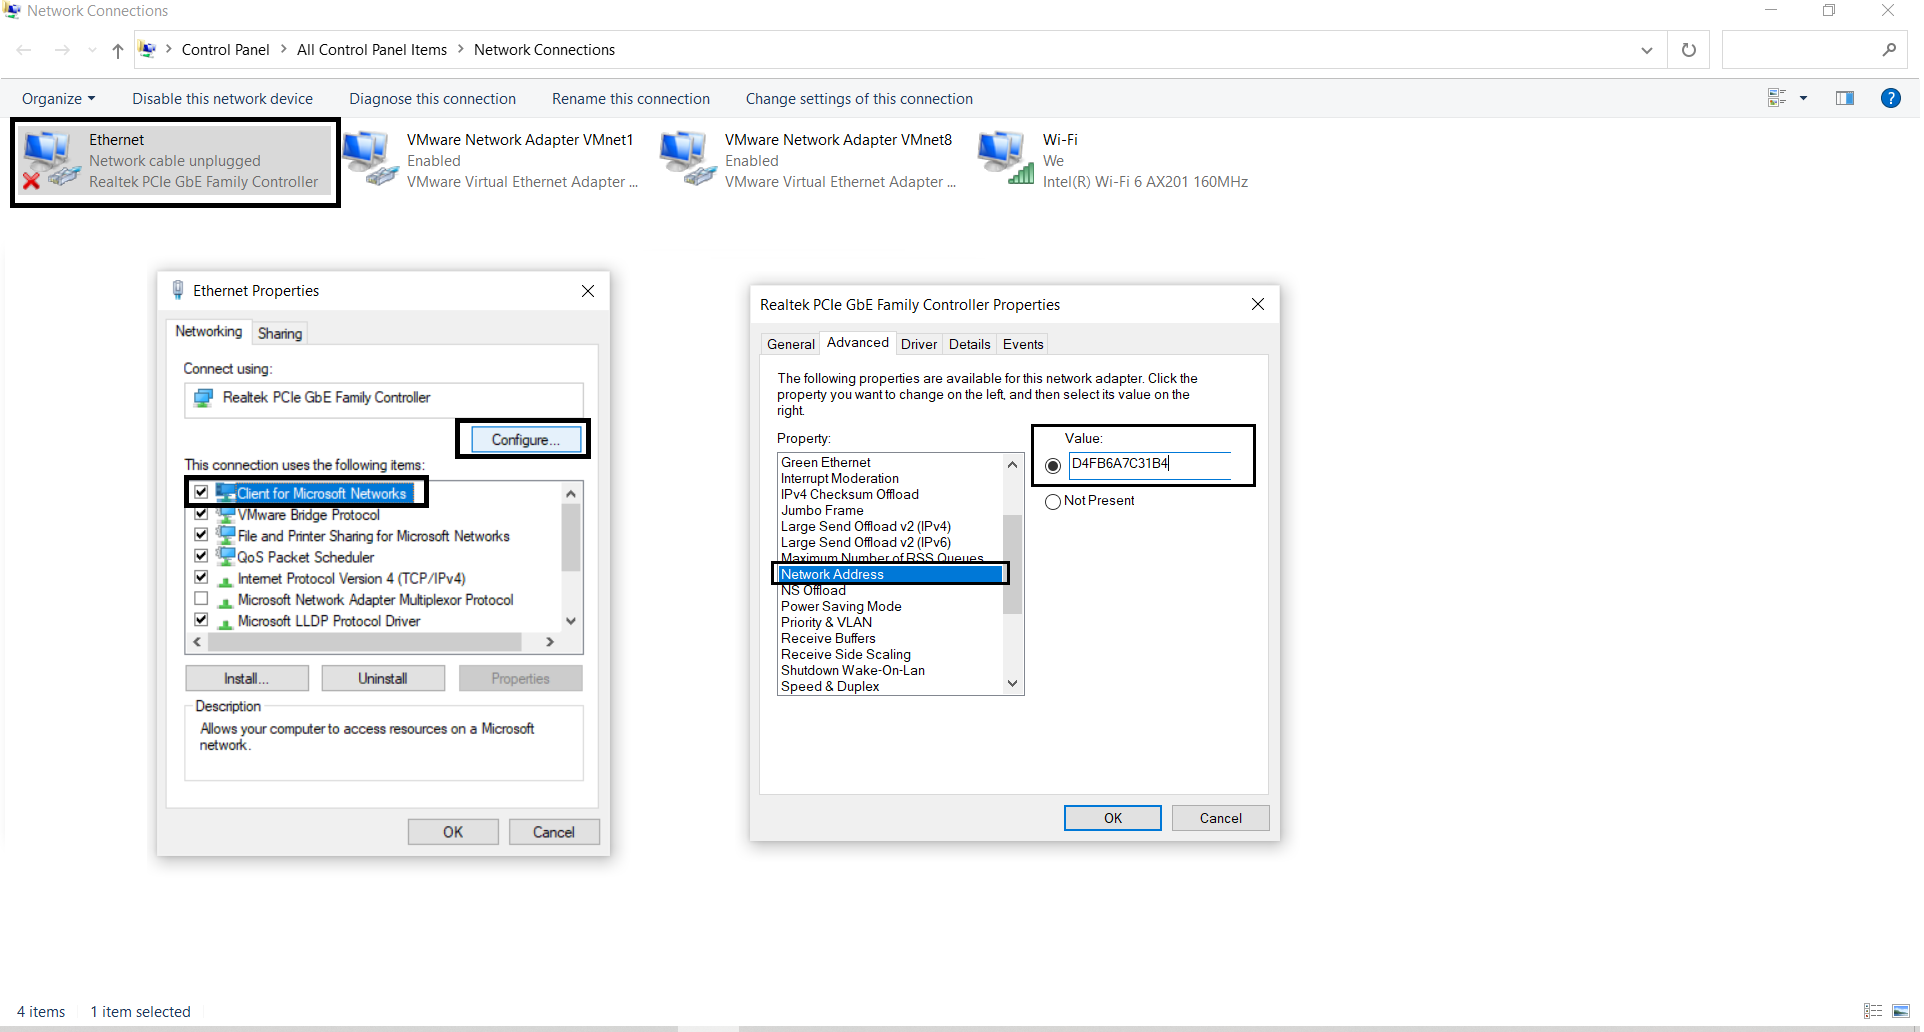 Network Connections
Control Panel > All Control Panel Items > Network Connections
Organize
Disable this network device
Diagnose this connection
Rename this connection
Change settings of this connection
Ethernet
Network cable unplugged
Realtek PCIe GbE Family Controller
VMware Network Adapter VMnet1
Enabled
VMware Virtual Ethernet Adapter ...
VMware Network Adapter VMnet8
Enabled
VMware Virtual Ethernet Adapter ...
Wi-Fi
We
Intel(R) Wi-Fi 6 AX201 160MHz
Ethernet Properties
Networking
Sharing
Connect using:
Realtek PCIe GbE Family Controller
Configure...
This connection uses the following items:
Client for Microsoft Networks
VMware Bridge Protocol
File and Printer Sharing for Microsoft Networks
QoS Packet Scheduler
Internet Protocol Version 4 (TCP/IPv4)
Microsoft Network Adapter Multiplexor Protocol
Microsoft LLDP Protocol Driver
Install...
Uninstall
Properties
Description
Allows your computer to access resources on a Microsoft
network.
OK
Cancel
Realtek PCIe GbE Family Controller Properties
General
Advanced
Driver
Details
Events
The following properties are available for this network adapter. Click the
property you want to change on the left, and then select its value on the
right.
Property:
Green Ethernet
Interrupt Moderation
IPv4 Checksum Offload
Jumbo Frame
Large Send Offload v2 (IPv4)
Large Send Offload v2 (IPv6)
Maximum Number of RSS Queues
Network Address
NS Offload
Power Saving Mode
Priority & VLAN
Receive Buffers
Receive Side Scaling
Shutdown Wake-On-Lan
Speed & Duplex
Value:
D4FB6A7C31B4
Not Present
OK
Cancel
4 items
1 item selected